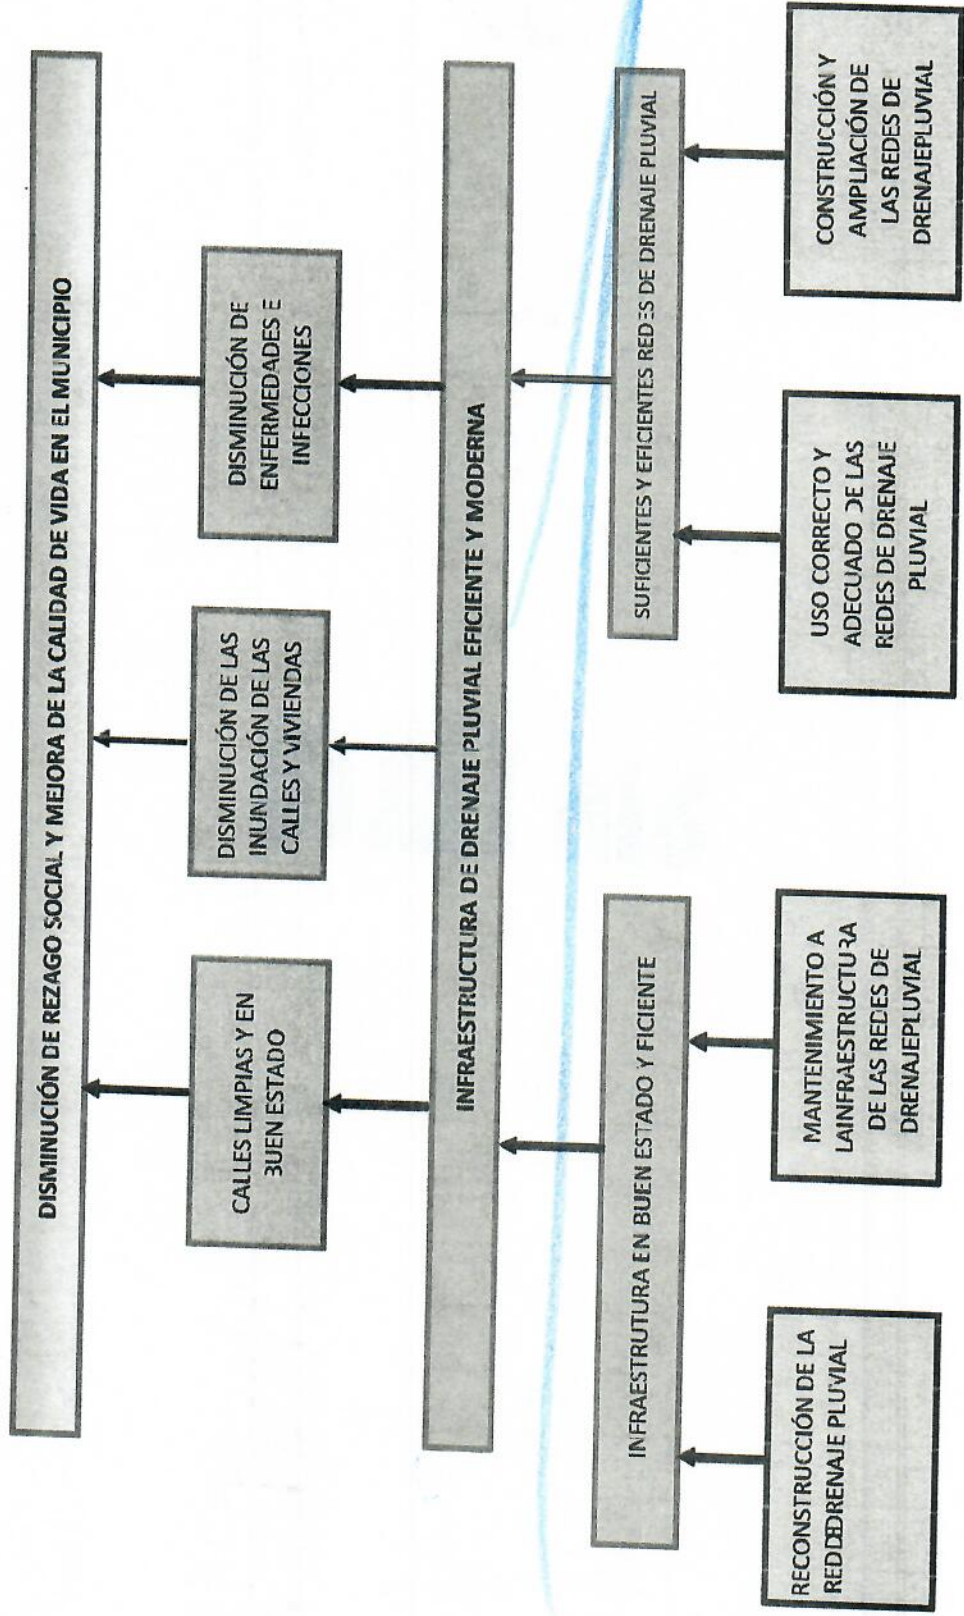 DISMINUCIÓN DE REZAGO SOCIAL Y MEJORA DE LA CALIDAD DE VIDA EN EL MUNICIPIO
CALLES LIMPIAS Y EN
BUEN ESTADO
DISMINUCIÓN DE LAS
INUNDACIÓN DE LAS
CALLES Y VIVIENDAS
DISMINUCIÓN DE
ENFERMEDADES E
INFECCIONES
INFRAESTRUCTURA DE DRENAJE PLUVIAL EFICIENTE Y MODERNA
INFRAESTRUTURA EN BUEN ESTADO Y FICIENTE
SUFICIENTES Y EFICIENTES REDES DE DRENAJE PLUVIAL
RECONSTRUCCIÓN DE LA
REDDEDRENAJE PLUVIAL
MANTENIMIENTO A
LAINFRAESTRUCTURA
DE LAS REDES DE
DRENAJEPLUVIAL
USO CORRECTO Y
ADECUADO DE LAS
REDES DE DRENAJE
PLUVIAL
CONSTRUCCIÓN Y
AMPLIACIÓN DE
LAS REDES DE
DRENAJEPLUVIAL